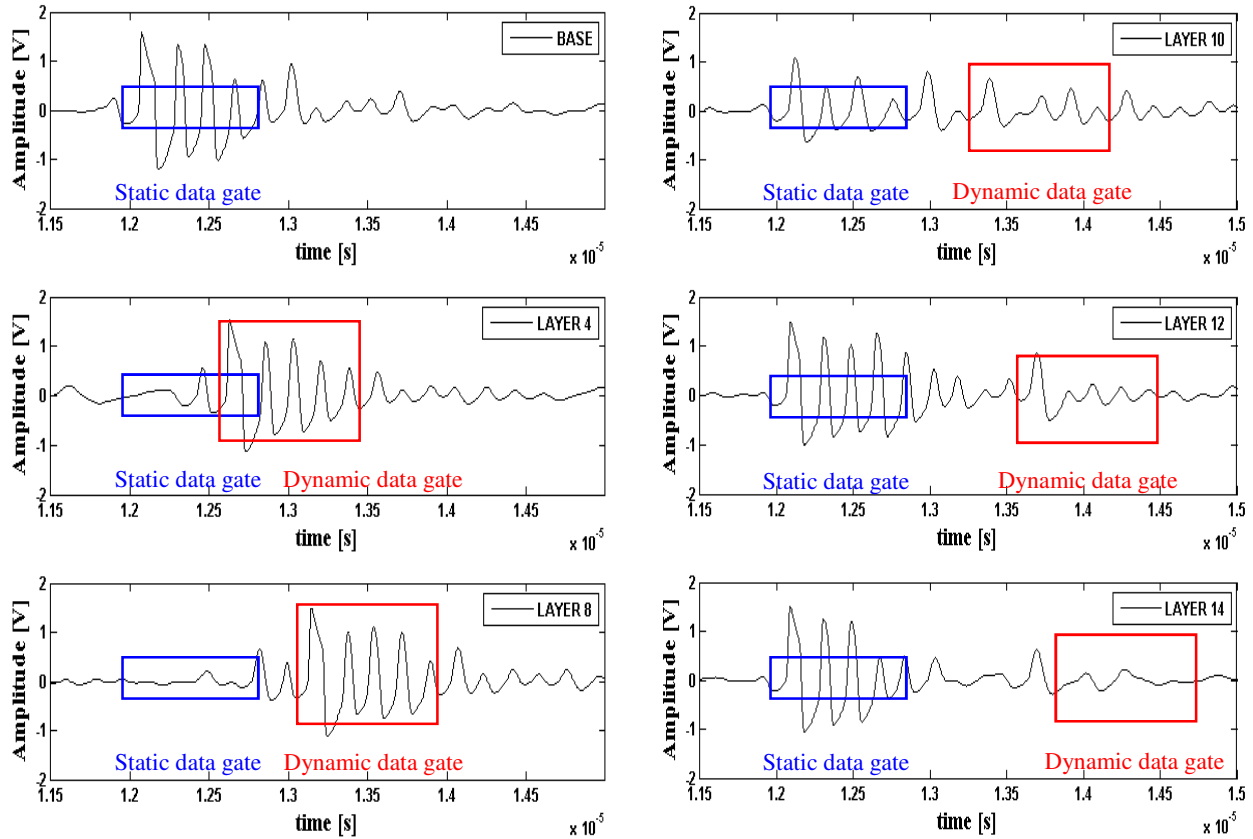 BASE
Amplitude [V]
2
1
0
-1
-2
Static data gate
1.15 1.2 1.25 1.3 1.35 1.4 1.45
time [s]
x 10^-5
LAYER 10
Amplitude [V]
2
1
0
-1
-2
Static data gate Dynamic data gate
1.15 1.2 1.25 1.3 1.35 1.4 1.45 1.5
time [s]
x 10^-5
LAYER 4
Amplitude [V]
2
1
0
-1
-2
Static data gate Dynamic data gate
1.15 1.2 1.25 1.3 1.35 1.4 1.45
time [s]
x 10^-5
LAYER 12
Amplitude [V]
2
1
0
-1
-2
Static data gate Dynamic data gate
1.15 1.2 1.25 1.3 1.35 1.4 1.45 1.5
time [s]
x 10^-5
LAYER 8
Amplitude [V]
2
1
0
-1
-2
Static data gate Dynamic data gate
1.15 1.2 1.25 1.3 1.35 1.4 1.45
time [s]
x 10^-5
LAYER 14
Amplitude [V]
2
1
0
-1
-2
Static data gate Dynamic data gate
1.15 1.2 1.25 1.3 1.35 1.4 1.45 1.5
time [s]
x 10^-5